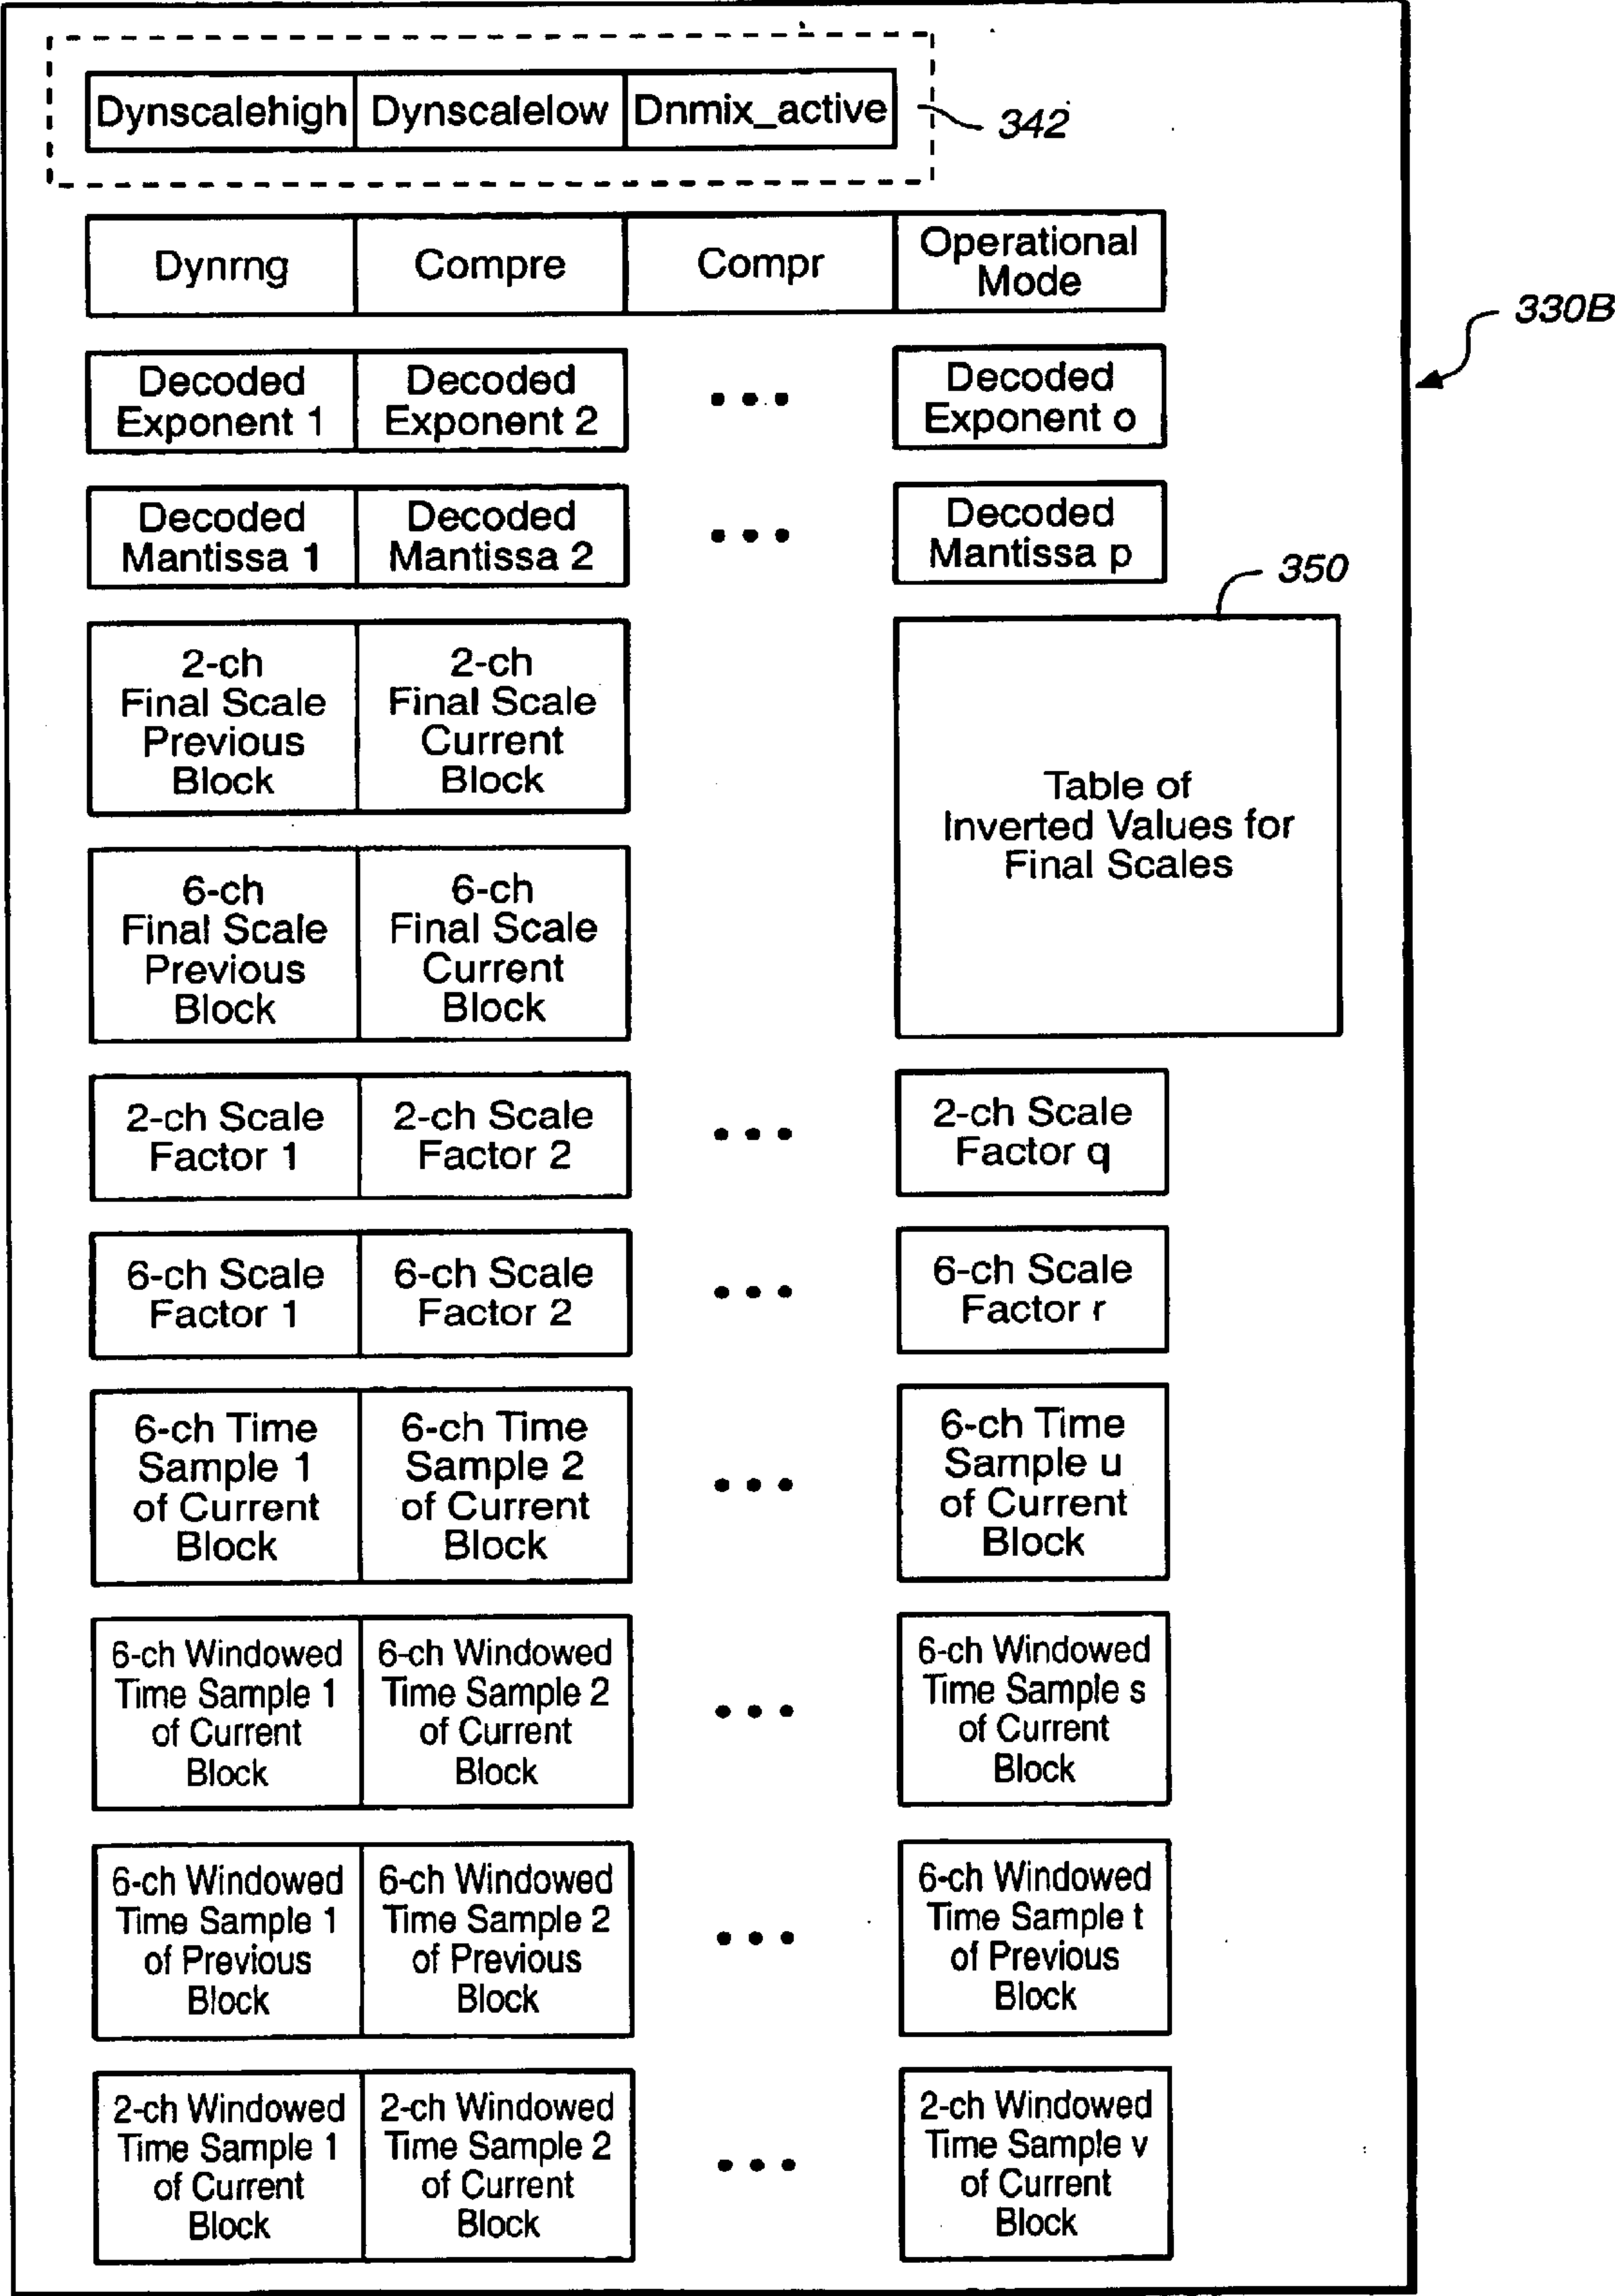 Dynscalehigh Dynscalelow Dnmix_active
342
Dynrng Compre Compr Operational
Mode
330B
Decoded
Exponent 1
Decoded
Exponent 2
Decoded
Exponent o
Decoded
Mantissa 1
Decoded
Mantissa 2
Decoded
Mantissa p
350
2-ch
Final Scale
Previous
Block
2-ch
Final Scale
Current
Block
Table of
Inverted Values for
Final Scales
6-ch
Final Scale
Previous
Block
6-ch
Final Scale
Current
Block
2-ch Scale
Factor 1
2-ch Scale
Factor 2
2-ch Scale
Factor q
6-ch Scale
Factor 1
6-ch Scale
Factor 2
6-ch Scale
Factor r
6-ch Time
Sample 1
of Current
Block
6-ch Time
Sample 2
of Current
Block
6-ch Time
Sample u
of Current
Block
6-ch Windowed
Time Sample 1
of Current
Block
6-ch Windowed
Time Sample 2
of Current
Block
6-ch Windowed
Time Sample s
of Current
Block
6-ch Windowed
Time Sample 1
of Previous
Block
6-ch Windowed
Time Sample 2
of Previous
Block
6-ch Windowed
Time Sample t
of Previous
Block
2-ch Windowed
Time Sample 1
of Current
Block
2-ch Windowed
Time Sample 2
of Current
Block
2-ch Windowed
Time Sample v
of Current
Block